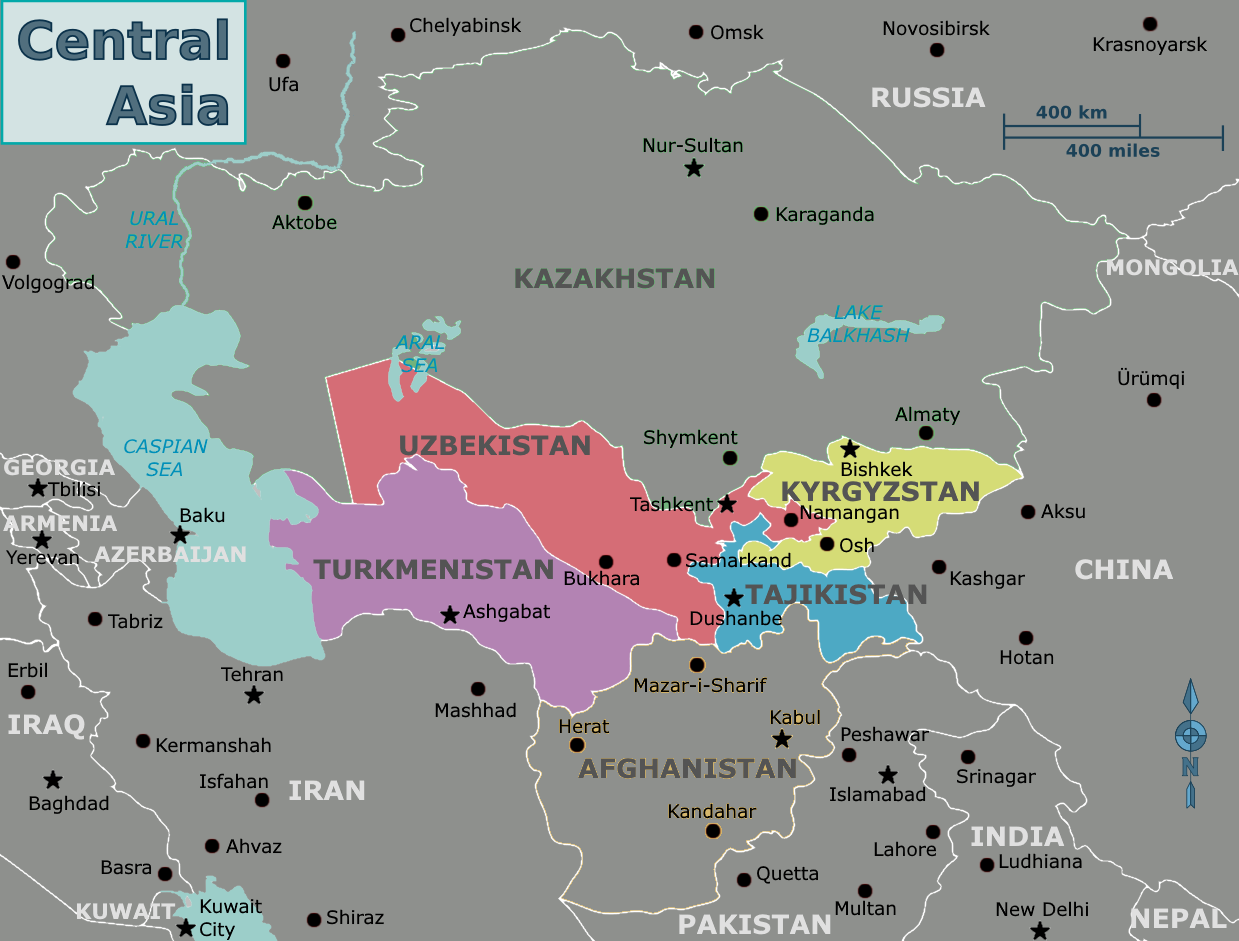 Central
Asia
Chelyabinsk
Omsk
Novosibirsk
Krasnoyarsk
Ufa
RUSSIA
400 km
400 miles
Nur-Sultan
Karaganda
Aktobe
URAL
RIVER
Volgograd
KAZAKHSTAN
MONGOLIA
LAKE
BALKHASH
ARAL
SEA
Ürümqi
Almaty
Shymkent
UZBEKISTAN
CASPIAN
SEA
GEORGIA
Tbilisi
Bishkek
KYRGYZSTAN
Tashkent
Namangan
Aksu
Baku
ARMENIA
Yerevan
AZERBAIJAN
Osh
Samarkand
TURKMENISTAN
Bukhara
Kashgar
CHINA
TAJIKISTAN
Ashgabat
Dushanbe
Tabriz
Hotan
Erbil
Tehran
Mazar-i-Sharif
Mashhad
IRAQ
Herat
Kabul
Peshawar
Kermanshah
N
AFGHANISTAN
Srinagar
Isfahan
IRAN
Islamabad
Baghdad
Kandahar
INDIA
Ahvaz
Lahore
Ludhiana
Basra
Quetta
KUWAIT
Kuwait
City
Shiraz
Multan
New Delhi
PAKISTAN
NEPAL